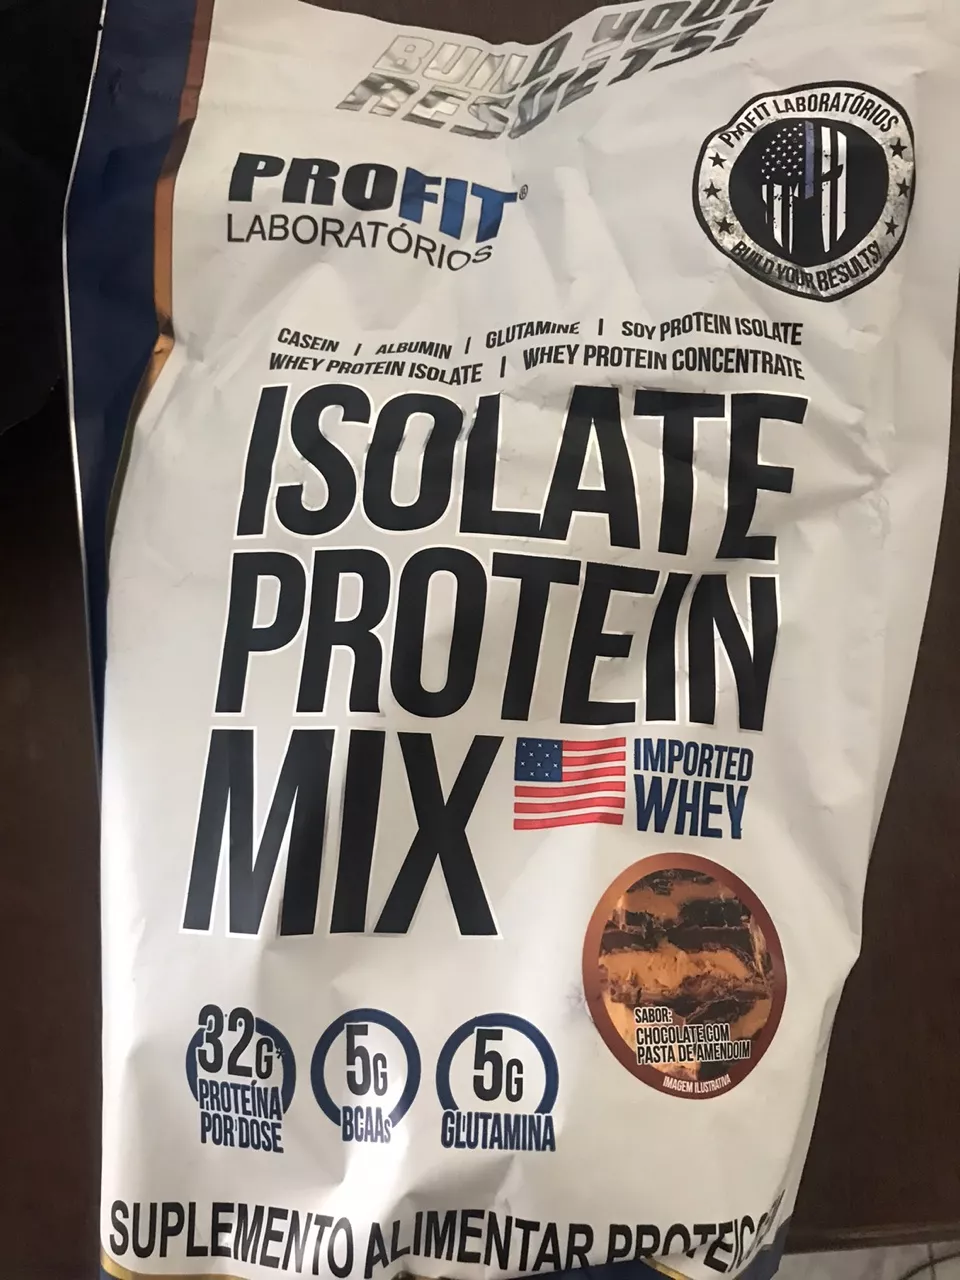 BUILD YOUR
RESULTS!
PROFIT®
LABORATÓRIOS
PROFIT LABORATÓRIOS
BUILD YOUR RESULTS!
CASEIN | ALBUMIN | GLUTAMINE | SOY PROTEIN ISOLATE
WHEY PROTEIN ISOLATE | WHEY PROTEIN CONCENTRATE
ISOLATE
PROTEIN
MIX
IMPORTED
WHEY
SABOR:
CHOCOLATE COM
PASTA DE AMENDOIM
IMAGEM ILUSTRATIVA
32G*
PROTEÍNA
POR DOSE
5G
BCAAs
5G
GLUTAMINA
SUPLEMENTO ALIMENTAR PROTEICO